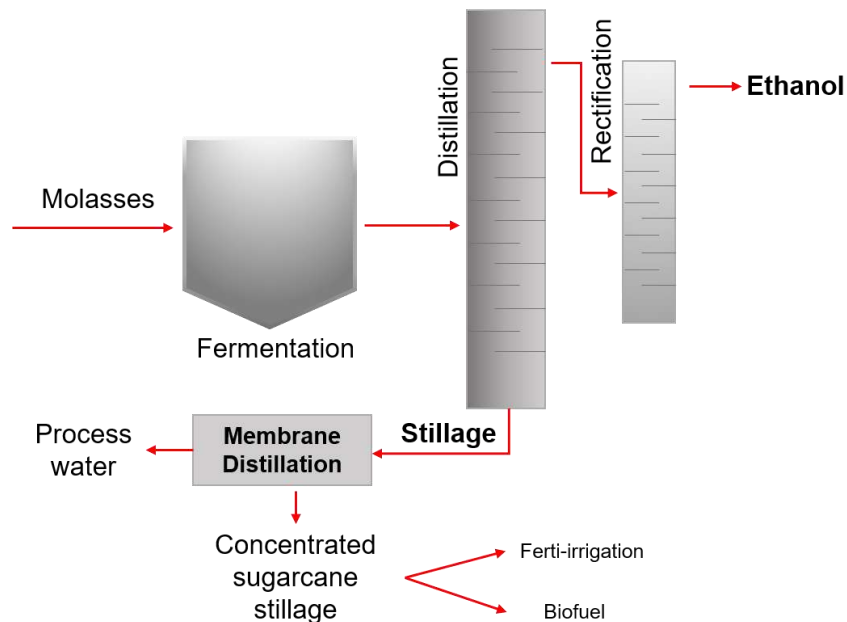 Molasses
Fermentation
Distillation
Rectification
Ethanol
Stillage
Membrane
Distillation
Process
water
Concentrated
sugarcane
stillage
Ferti-irrigation
Biofuel